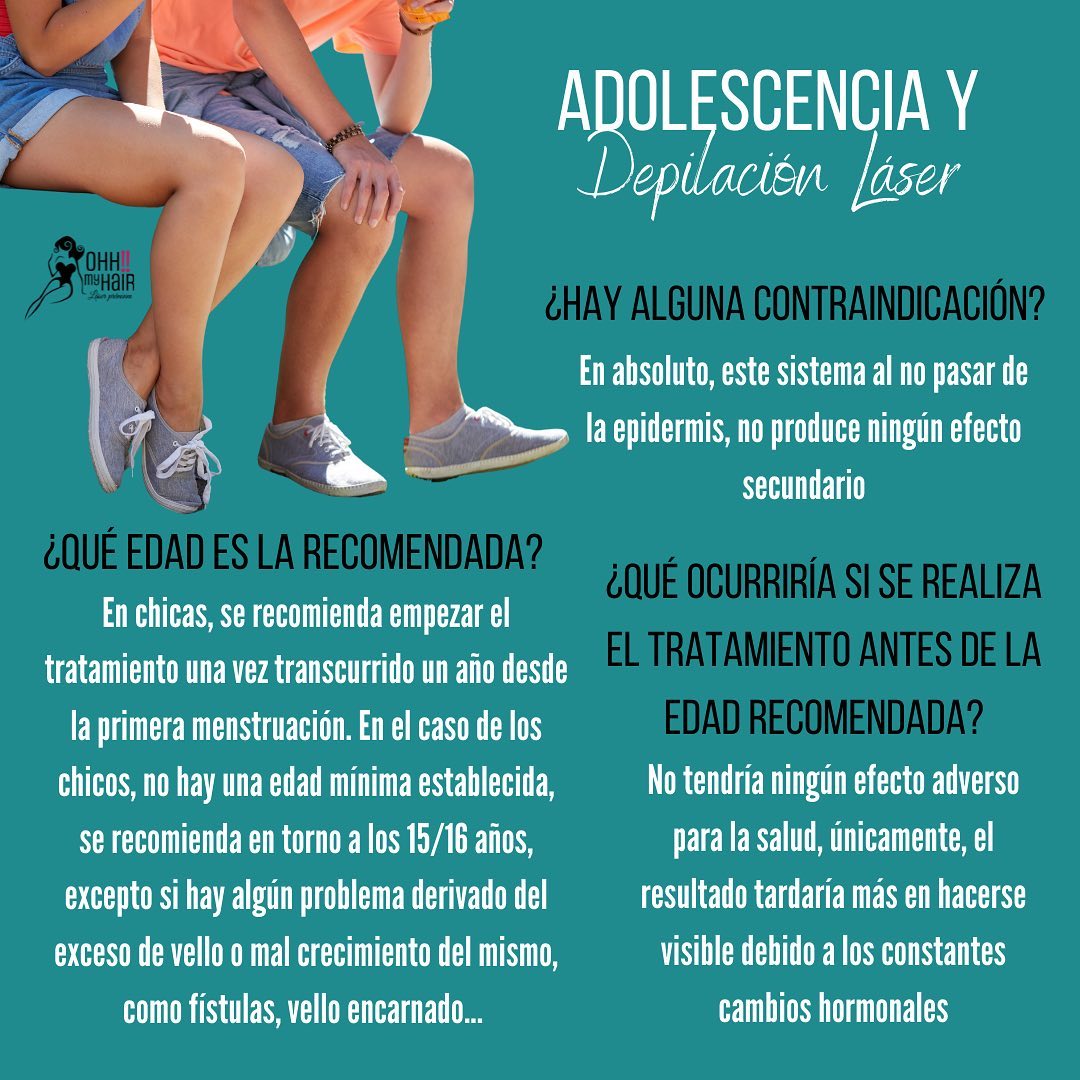 ADOLESCENCIA Y
Depilación Láser
OHH!!
my HAIR
Láser premium
¿HAY ALGUNA CONTRAINDICACIÓN?
En absoluto, este sistema al no pasar de
la epidermis, no produce ningún efecto
secundario
¿QUÉ EDAD ES LA RECOMENDADA?
En chicas, se recomienda empezar el
tratamiento una vez transcurrido un año desde
la primera menstruación. En el caso de los
chicos, no hay una edad mínima establecida,
se recomienda en torno a los 15/16 años,
excepto si hay algún problema derivado del
exceso de vello o mal crecimiento del mismo,
como fístulas, vello encarnado...
¿QUÉ OCURRIRÍA SI SE REALIZA
EL TRATAMIENTO ANTES DE LA
EDAD RECOMENDADA?
No tendría ningún efecto adverso
para la salud, únicamente, el
resultado tardaría más en hacerse
visible debido a los constantes
cambios hormonales